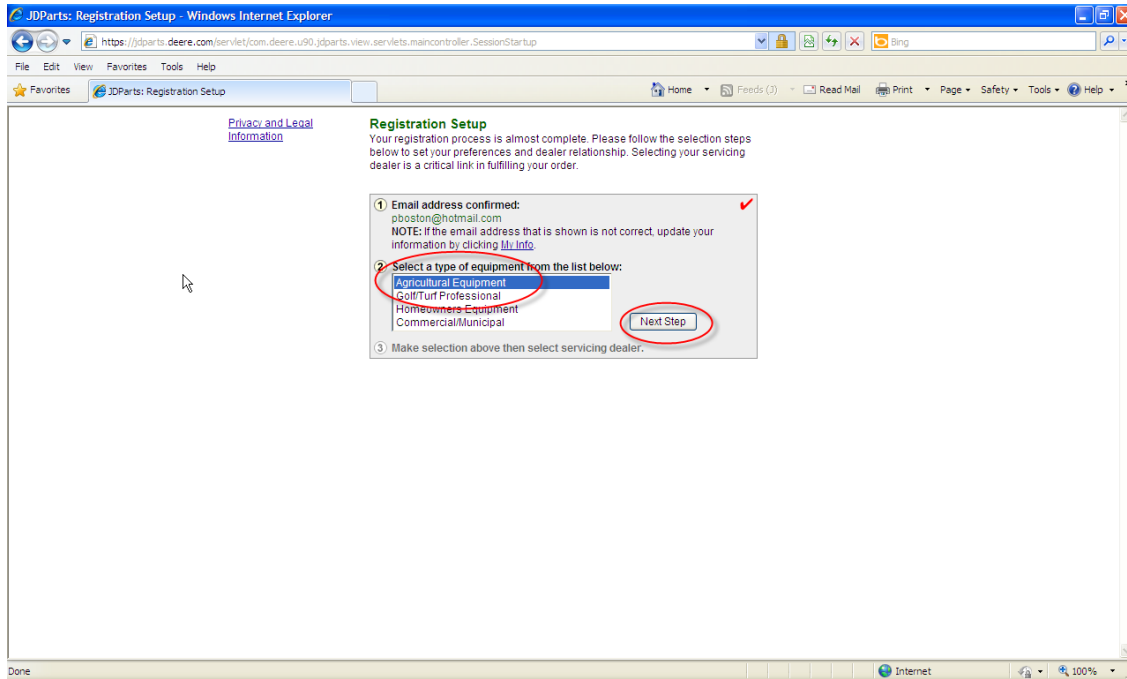 JDParts: Registration Setup - Windows Internet Explorer
https://jdparts.deere.com/servlet/com.deere.u90.jdparts.view.servlets.maincontroller.SessionStartup
Bing
File Edit View Favorites Tools Help
Favorites JDParts: Registration Setup Home Feeds (J) Read Mail Print Page Safety Tools Help
Privacy and Legal
Information
Registration Setup
Your registration process is almost complete. Please follow the selection steps
below to set your preferences and dealer relationship. Selecting your servicing
dealer is a critical link in fulfilling your order.
1 Email address confirmed:
pboston@hotmail.com
NOTE: If the email address that is shown is not correct, update your
information by clicking My Info.
2 Select a type of equipment from the list below:
Agricultural Equipment
Golf/Turf Professional
Homeowners Equipment
Commercial/Municipal
Next Step
3 Make selection above then select servicing dealer.
Done Internet 100%